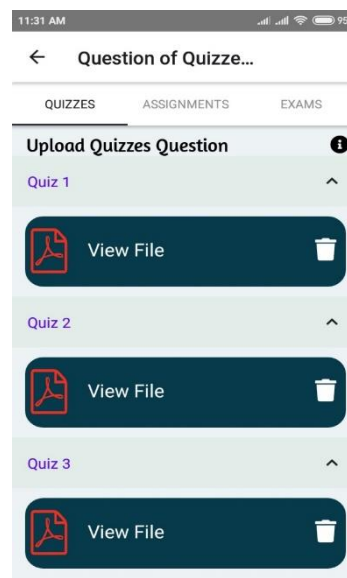 11:31 AM 95
Question of Quizze...
QUIZZES ASSIGNMENTS EXAMS
Upload Quizzes Question
Quiz 1
View File
Quiz 2
View File
Quiz 3
View File